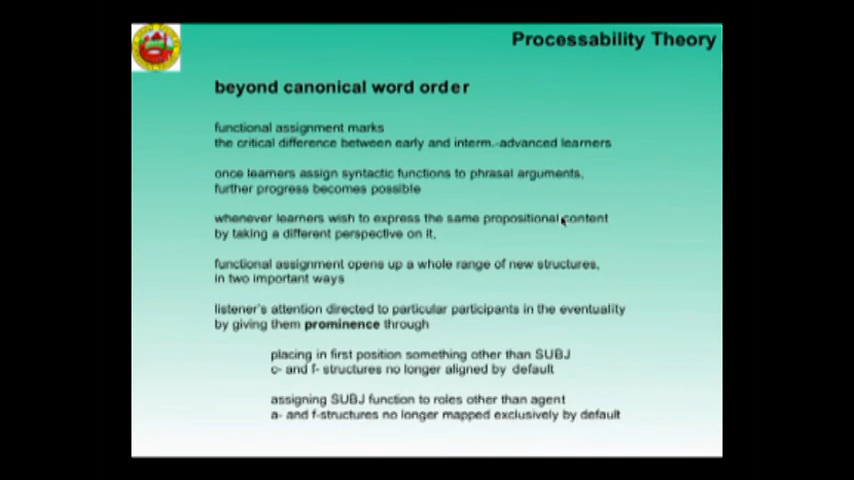 Processability Theory
beyond canonical word order
functional assignment marks
the critical difference between early and interm.-advanced learners
once learners assign syntactic functions to phrasal arguments,
further progress becomes possible
whenever learners wish to express the same propositional content
by taking a different perspective on it,
functional assignment opens up a whole range of new structures,
in two important ways
listener's attention directed to particular participants in the eventuality
by giving them prominence through
placing in first position something other than SUBJ
c- and f- structures no longer aligned by default
assigning SUBJ function to roles other than agent
a- and f-structures no longer mapped exclusively by default